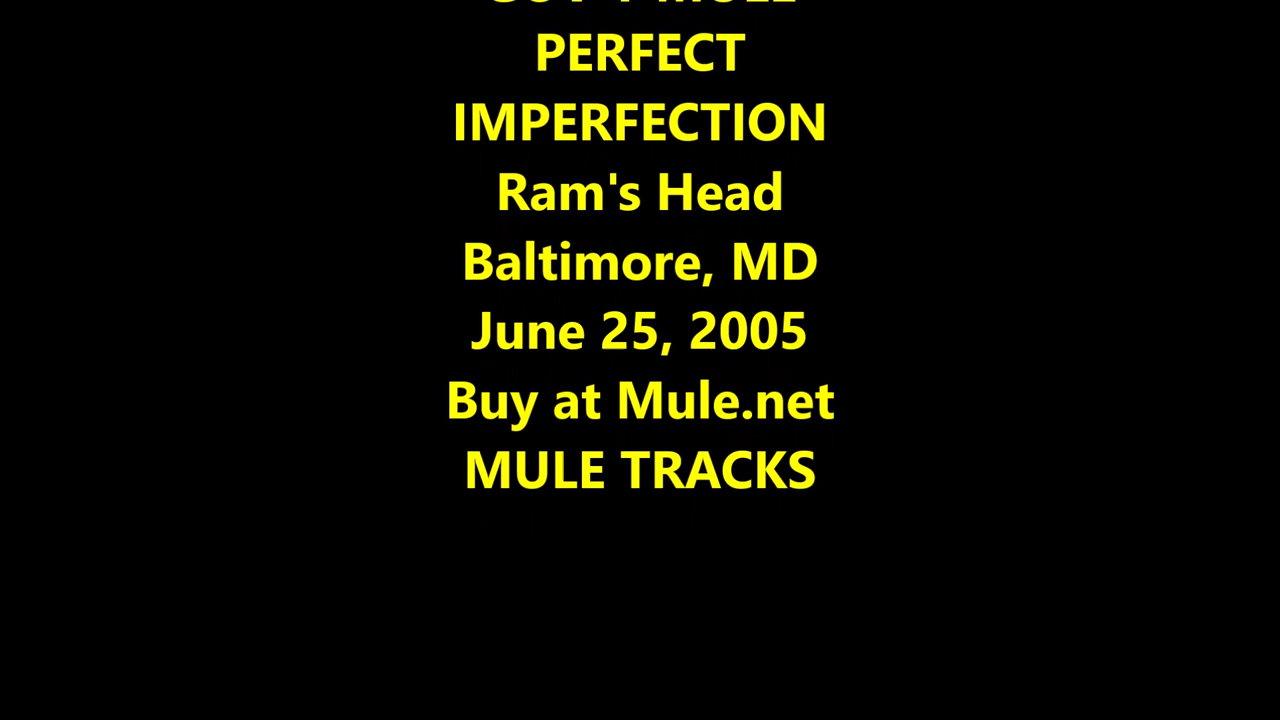 PERFECT
IMPERFECTION
Ram's Head
Baltimore, MD
June 25, 2005
Buy at Mule.net
MULE TRACKS